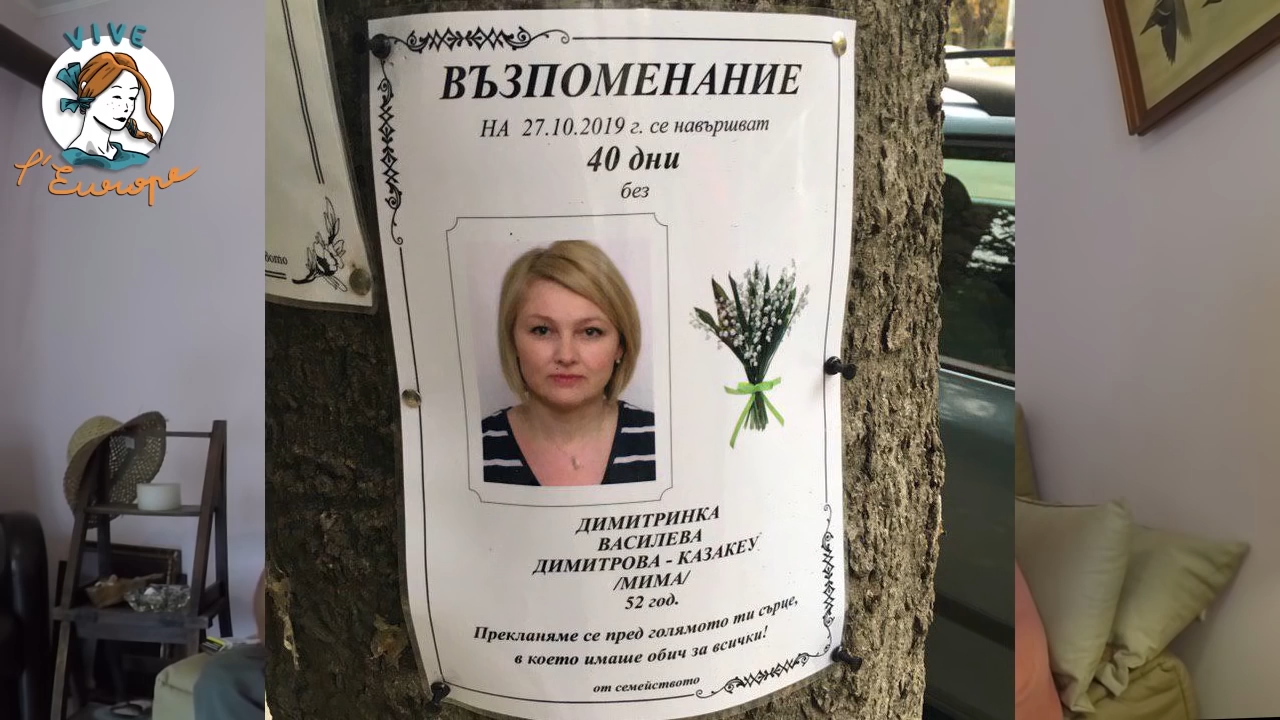 VIVE
l'Europe
ВЪЗПОМЕНАНИЕ
НА 27.10.2019 г. се навършват
40 дни
без
ДИМИТРИНКА
ВАСИЛЕВА
ДИМИТРОВА - КАЗАКЕУ
/МИМА/
52 год.
Прекланяме се пред голямото ти сърце,
в което имаше обич за всички!
от семейството